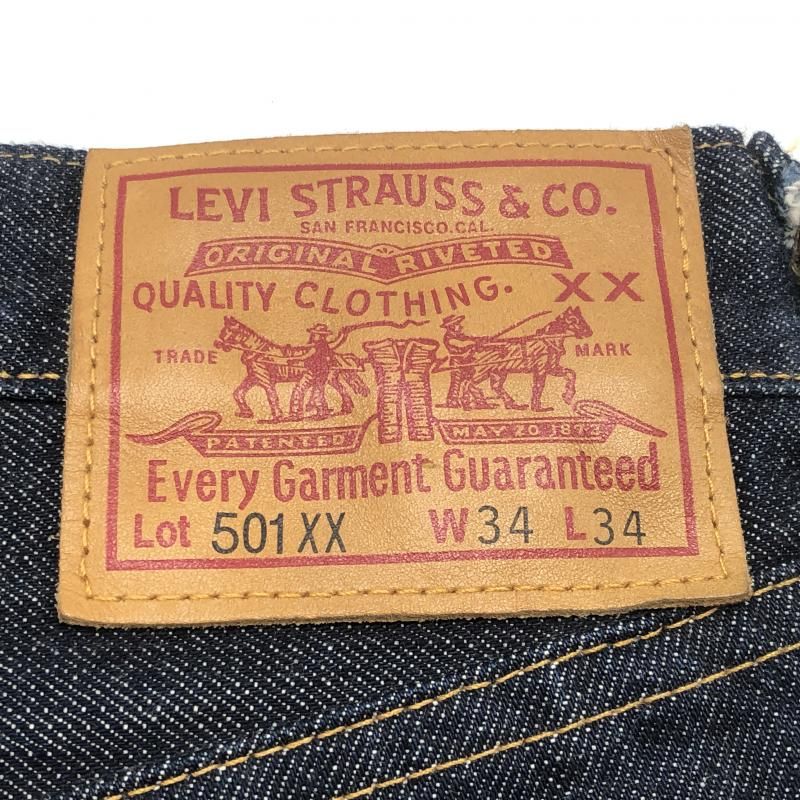 LEVI STRAUSS & CO.
SAN FRANCISCO. CAL.
ORIGINAL RIVETED
QUALITY CLOTHING. XX
TRADE MARK
PATENTED MAY 20 1873
Every Garment Guaranteed
Lot 501XX W34 L34